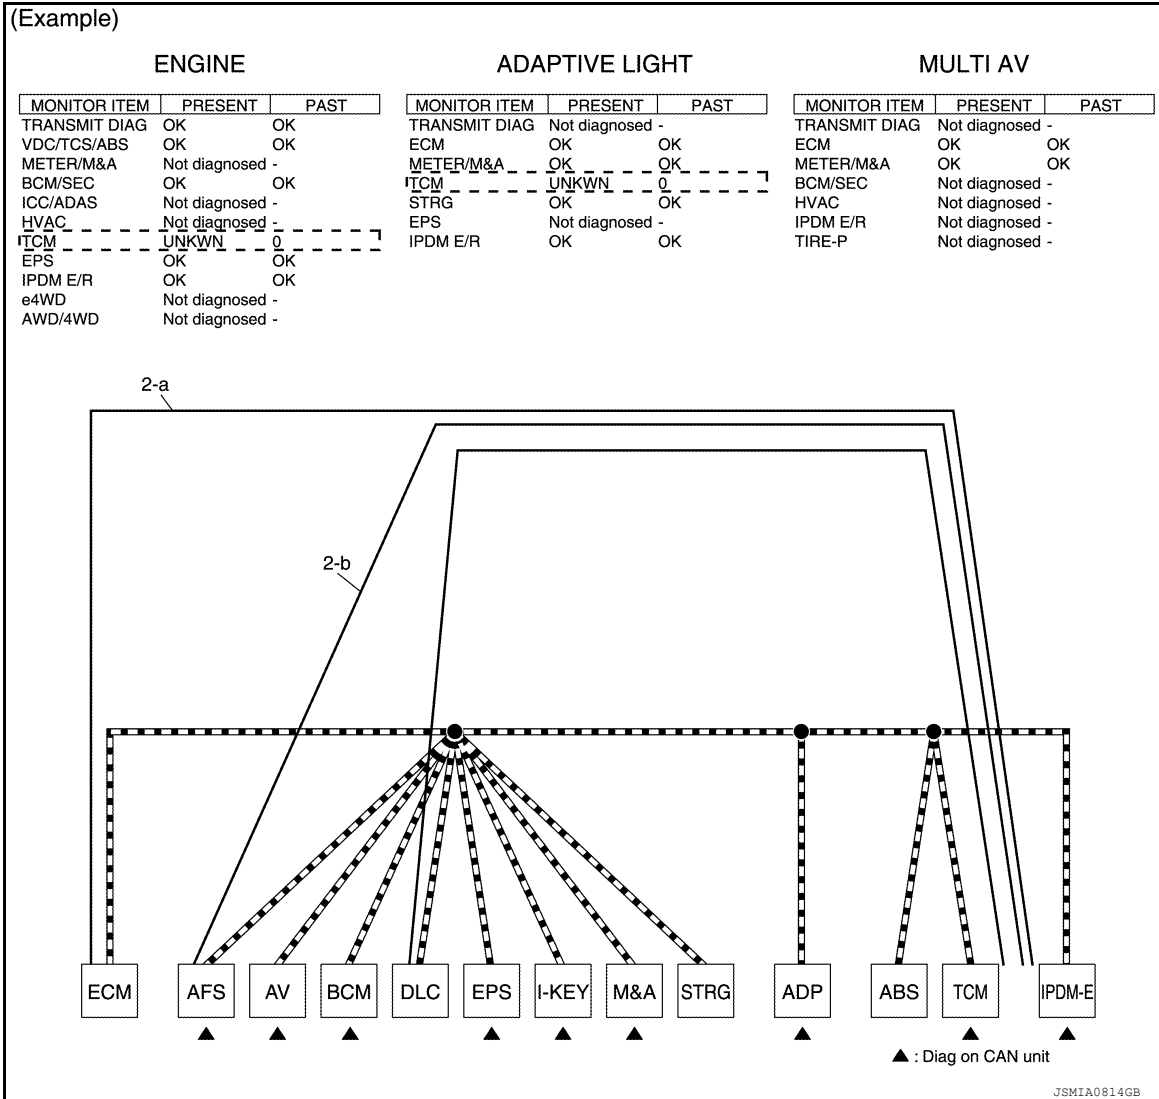 (Example)
ENGINE
MONITOR ITEM PRESENT PAST
TRANSMIT DIAG OK OK
VDC/TCS/ABS OK OK
METER/M&A Not diagnosed -
BCM/SEC OK OK
ICC/ADAS Not diagnosed -
HVAC Not diagnosed -
TCM UNKWN 0
EPS OK OK
IPDM E/R OK OK
e4WD Not diagnosed -
AWD/4WD Not diagnosed -
ADAPTIVE LIGHT
MONITOR ITEM PRESENT PAST
TRANSMIT DIAG Not diagnosed -
ECM OK OK
METER/M&A OK OK
TCM UNKWN 0
STRG OK OK
EPS Not diagnosed -
IPDM E/R OK OK
MULTI AV
MONITOR ITEM PRESENT PAST
TRANSMIT DIAG Not diagnosed -
ECM OK OK
METER/M&A OK OK
BCM/SEC Not diagnosed -
HVAC Not diagnosed -
IPDM E/R Not diagnosed -
TIRE-P Not diagnosed -
2-a
2-b
ECM AFS AV BCM DLC EPS I-KEY M&A STRG ADP ABS TCM IPDM-E
▲ : Diag on CAN unit
JSMIA0814GB